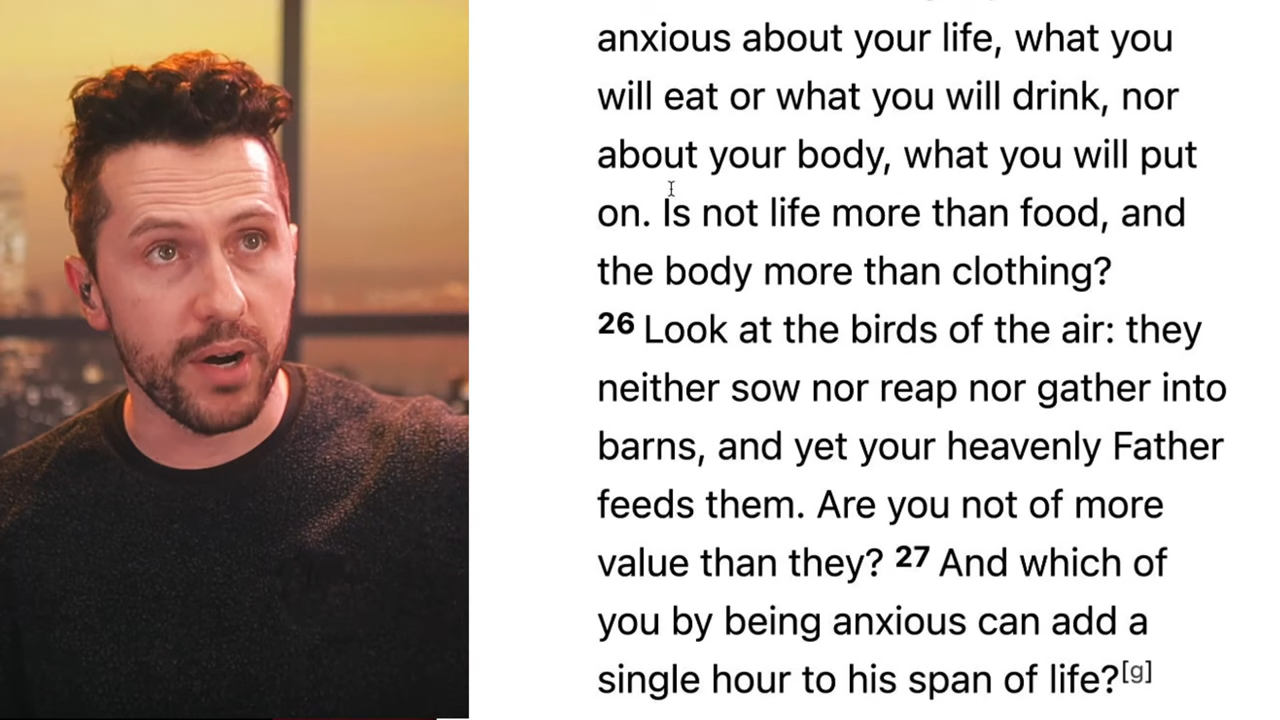 anxious about your life, what you
will eat or what you will drink, nor
about your body, what you will put
on. Is not life more than food, and
the body more than clothing?
26 Look at the birds of the air: they
neither sow nor reap nor gather into
barns, and yet your heavenly Father
feeds them. Are you not of more
value than they? 27 And which of
you by being anxious can add a
single hour to his span of life?[g]